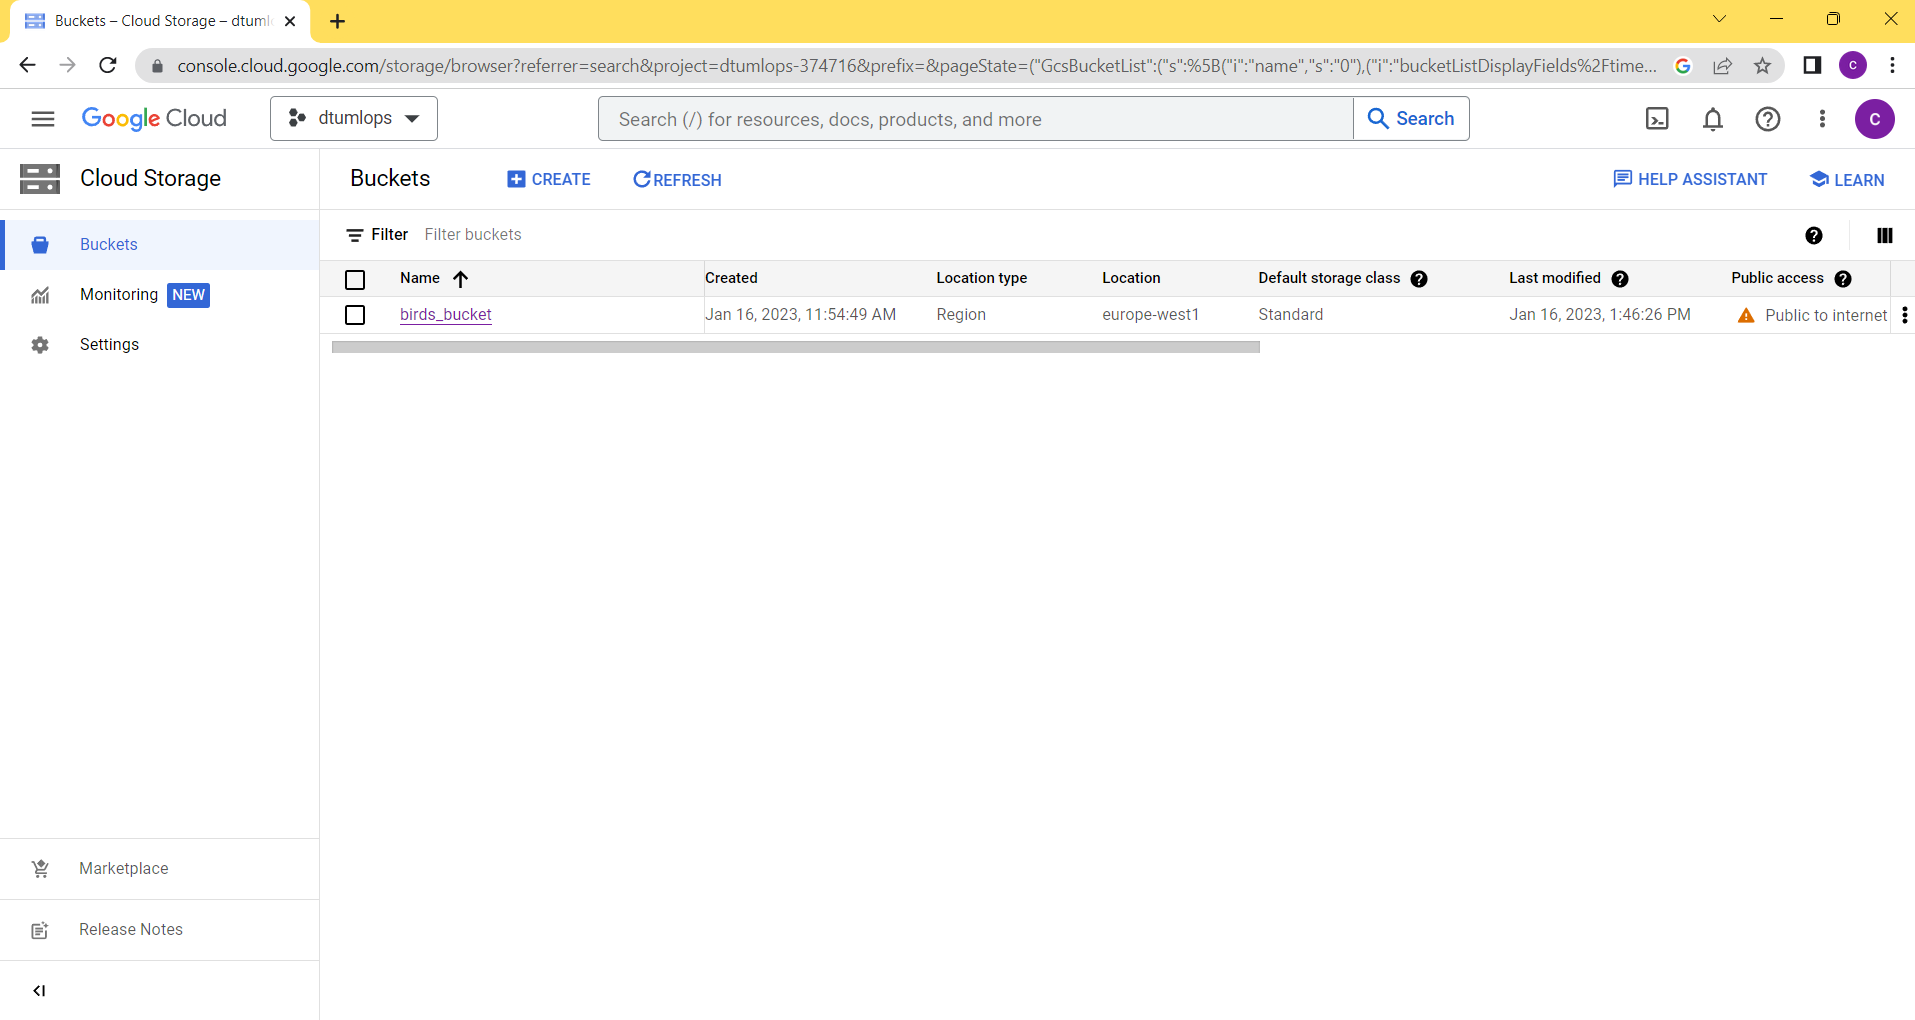 Buckets – Cloud Storage – dtuml
console.cloud.google.com/storage/browser?referrer=search&project=dtumlops-374716&prefix=&pageState=("GcsBucketList":("s":%5B("i":"name","s":"0"),("i":"bucketListDisplayFields%2Ftime...
C
Google Cloud
dtumlops
Search (/) for resources, docs, products, and more
Search
C
Cloud Storage
Buckets
CREATE
REFRESH
HELP ASSISTANT
LEARN
Buckets
Monitoring NEW
Settings
Filter Filter buckets
Name Created Location type Location Default storage class Last modified Public access
birds_bucket Jan 16, 2023, 11:54:49 AM Region europe-west1 Standard Jan 16, 2023, 1:46:26 PM Public to internet
Marketplace
Release Notes